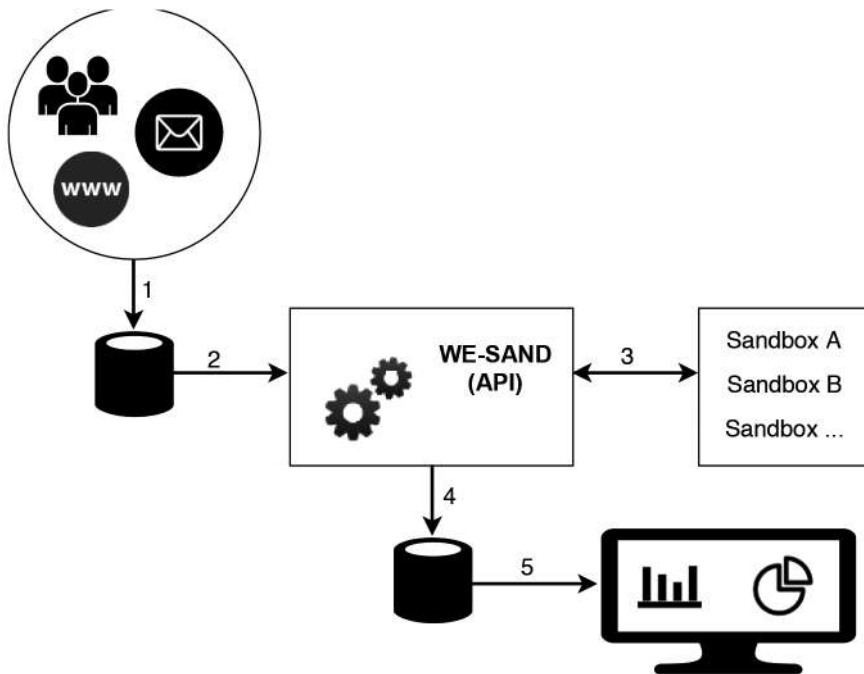 www
1
2
WE-SAND
(API)
3
Sandbox A
Sandbox B
Sandbox ...
4
5